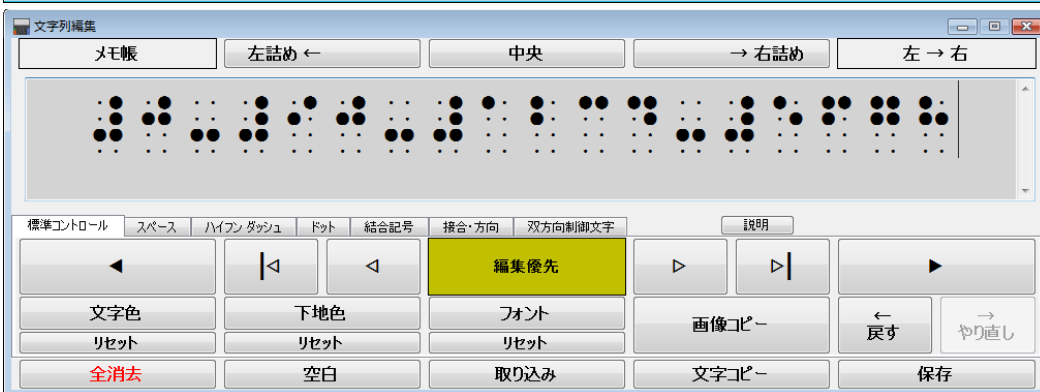 文字列編集
メモ帳 左詰め ← 中央 → 右詰め 左 → 右
⠼⠚⠤⠼⠊⠚⠤⠼⠁⠃⠉⠙⠤⠼⠑⠋⠛⠓
標準コントロール スペース ハイフン ダッシュ ドット 結合記号 接合・方向 双方向制御文字 説明
◀ |◁ ◁ 編集優先 ▷ ▷| ▶
文字色 下地色 フォント 画像コピー ← 戻す → やり直し
リセット リセット リセット
全消去 空白 取り込み 文字コピー 保存